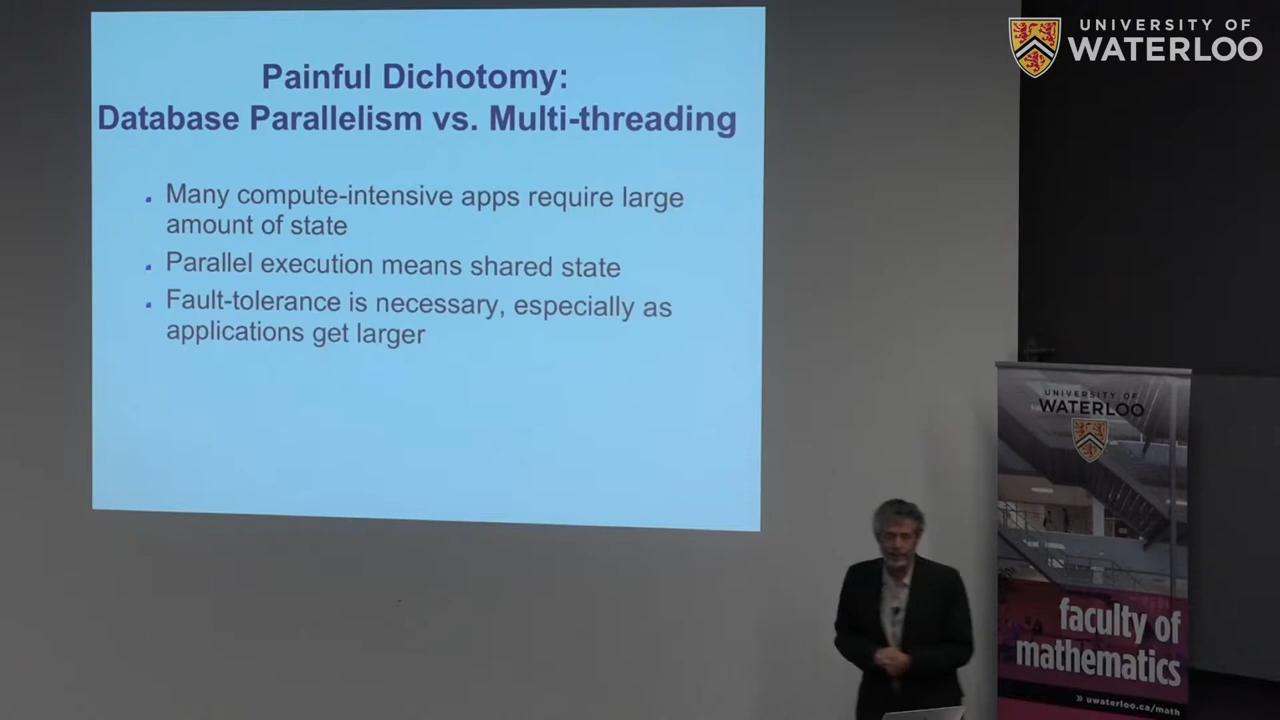 UNIVERSITY OF
WATERLOO
Painful Dichotomy:
Database Parallelism vs. Multi-threading
Many compute-intensive apps require large
amount of state
Parallel execution means shared state
Fault-tolerance is necessary, especially as
applications get larger
UNIVERSITY OF
WATERLOO
faculty of
mathematics
» uwaterloo.ca/math